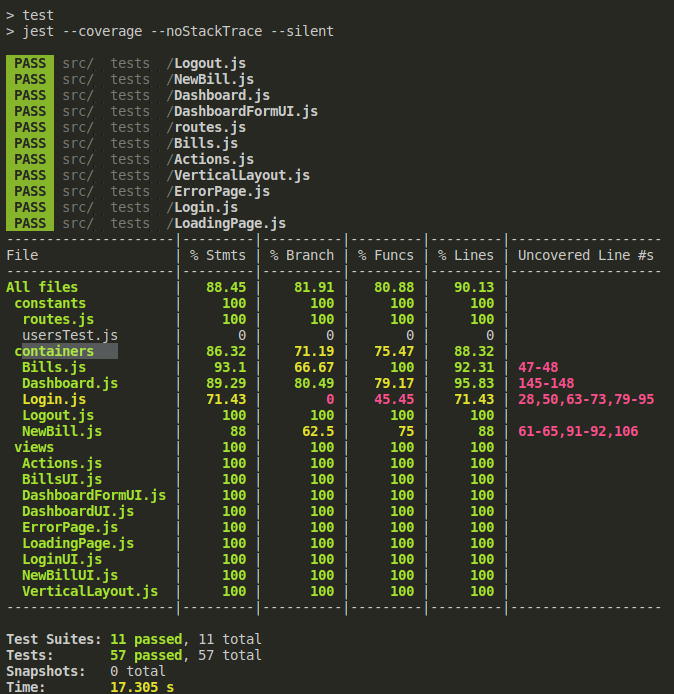 > test
> jest --coverage --noStackTrace --silent
PASS src/ tests /Logout.js
PASS src/ tests /NewBill.js
PASS src/ tests /Dashboard.js
PASS src/ tests /DashboardFormUI.js
PASS src/ tests /routes.js
PASS src/ tests /Bills.js
PASS src/ tests /Actions.js
PASS src/ tests /VerticalLayout.js
PASS src/ tests /ErrorPage.js
PASS src/ tests /Login.js
PASS src/ tests /LoadingPage.js
---------------------|---------|----------|---------|---------|-------------------
File | % Stmts | % Branch | % Funcs | % Lines | Uncovered Line #s
---------------------|---------|----------|---------|---------|-------------------
All files | 88.45 | 81.91 | 80.88 | 90.13 |
constants | 100 | 100 | 100 | 100 |
routes.js | 100 | 100 | 100 | 100 |
usersTest.js | 0 | 0 | 0 | 0 |
containers | 86.32 | 71.19 | 75.47 | 88.32 |
Bills.js | 93.1 | 66.67 | 100 | 92.31 | 47-48
Dashboard.js | 89.29 | 80.49 | 79.17 | 95.83 | 145-148
Login.js | 71.43 | 0 | 45.45 | 71.43 | 28,50,63-73,79-95
Logout.js | 100 | 100 | 100 | 100 |
NewBill.js | 88 | 62.5 | 75 | 88 | 61-65,91-92,106
views | 100 | 100 | 100 | 100 |
Actions.js | 100 | 100 | 100 | 100 |
BillsUI.js | 100 | 100 | 100 | 100 |
DashboardFormUI.js | 100 | 100 | 100 | 100 |
DashboardUI.js | 100 | 100 | 100 | 100 |
ErrorPage.js | 100 | 100 | 100 | 100 |
LoadingPage.js | 100 | 100 | 100 | 100 |
LoginUI.js | 100 | 100 | 100 | 100 |
NewBillUI.js | 100 | 100 | 100 | 100 |
VerticalLayout.js | 100 | 100 | 100 | 100 |
---------------------|---------|----------|---------|---------|-------------------
Test Suites: 11 passed, 11 total
Tests: 57 passed, 57 total
Snapshots: 0 total
Time: 17.305 s